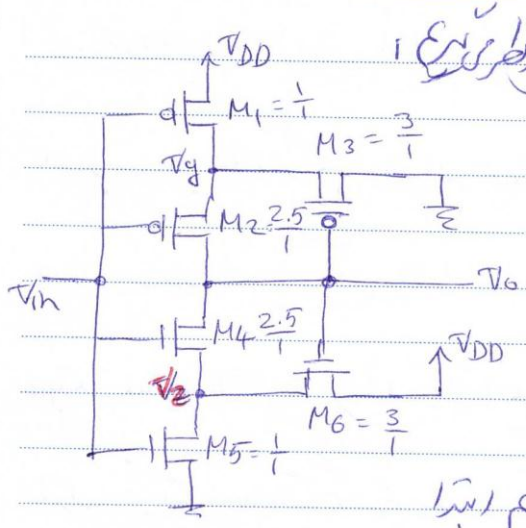 VDD
M1 = 1/1
M3 = 3/1
Vy
M2 = 2.5/1
Vin
Vo
M4 2.5/1
VDD
Vz
M6 = 3/1
M5 = 1/1